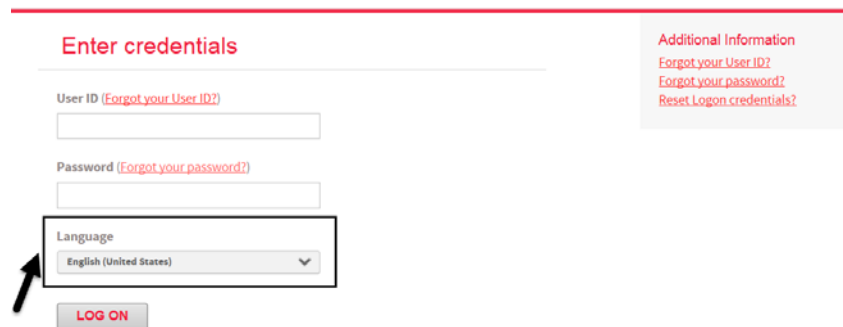 Enter credentials
User ID (Forgot your User ID?)
Password (Forgot your password?)
Language
English (United States)
LOG ON
Additional Information
Forgot your User ID?
Forgot your password?
Reset Logon credentials?